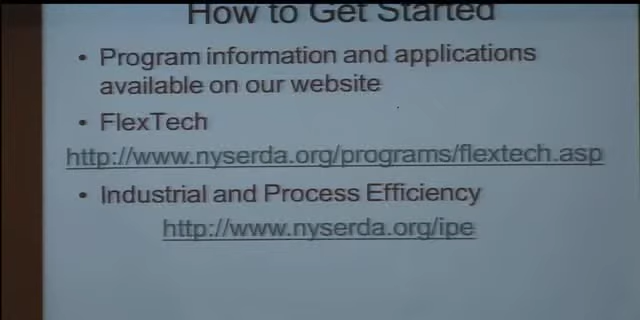 How to Get Started
• Program information and applications
available on our website
• FlexTech
http://www.nyserda.org/programs/flextech.asp
• Industrial and Process Efficiency
http://www.nyserda.org/ipe